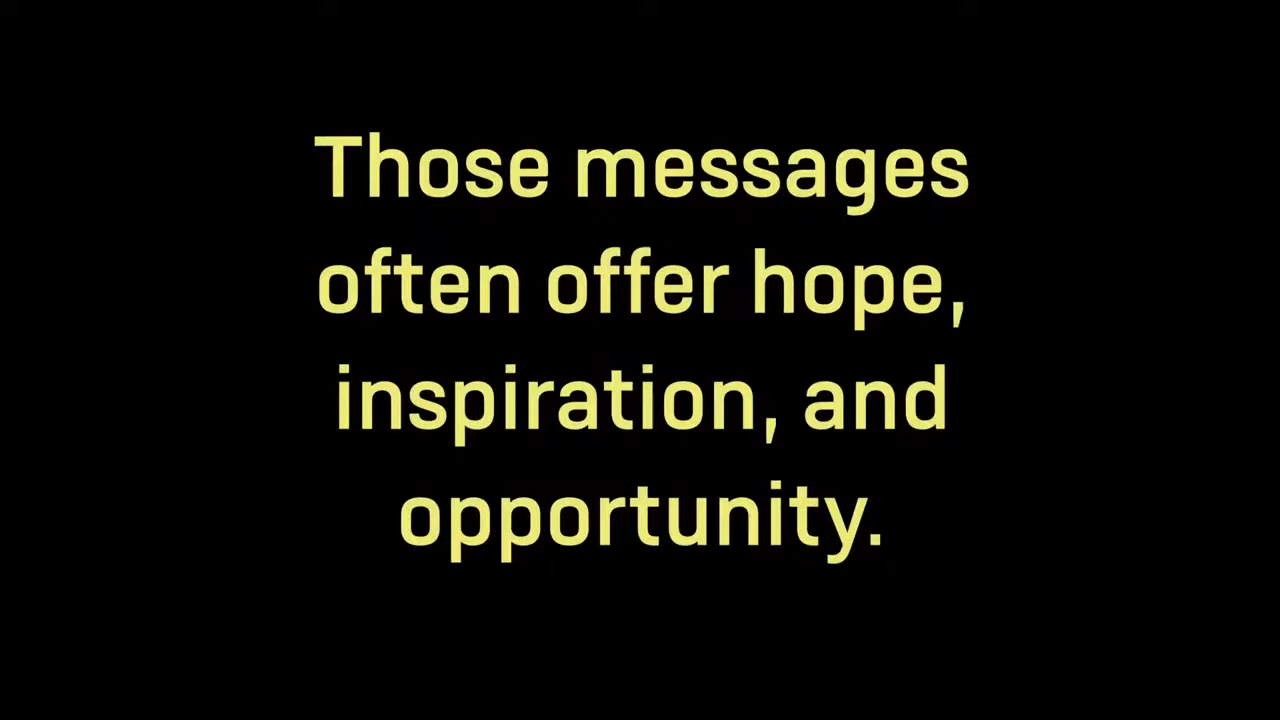 Those messages
often offer hope,
inspiration, and
opportunity.